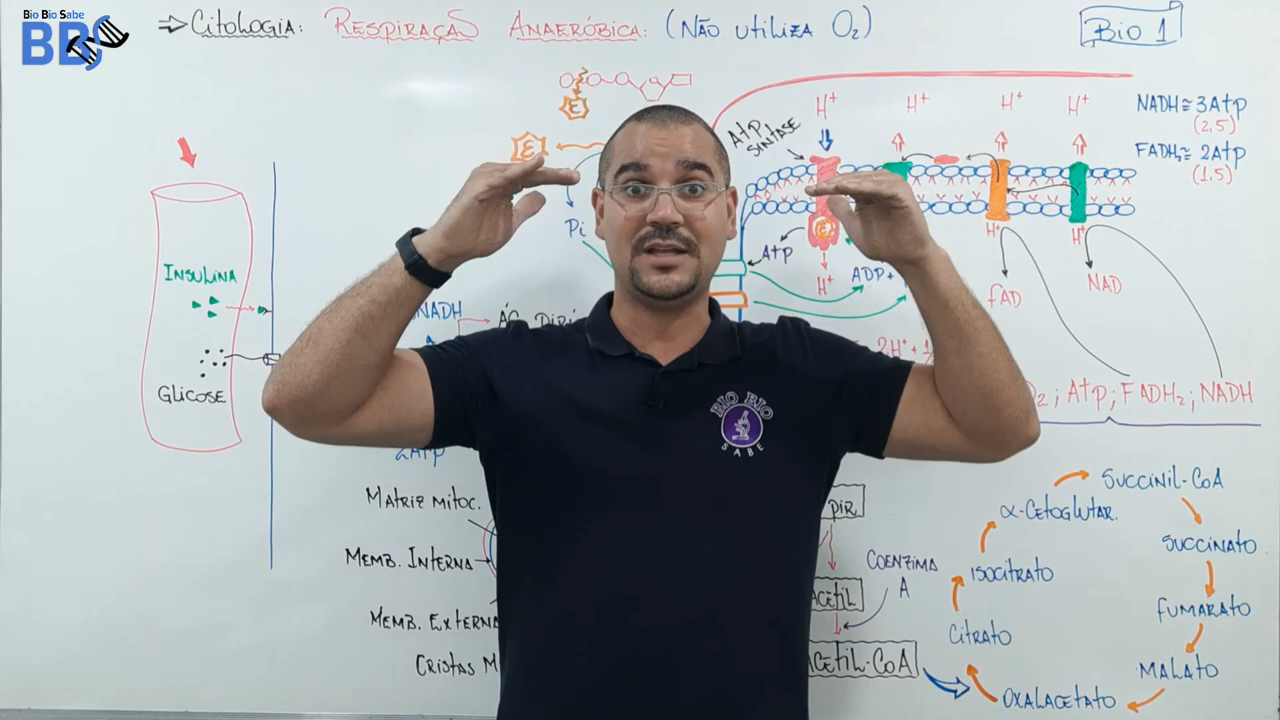 Bio Bio Sabe
BBS
⇒ Citologia: Respiração Anaeróbica: (Não utiliza O₂)
Bio 1
H⁺ H⁺ H⁺ H⁺
NADH ≅ 3Atp
(2,5)
FADH₂ ≅ 2Atp
(1,5)
Atp
Sintase
ε
ε
Pi
Atp
ε
H⁺
ADP+
H⁺
H⁺
FAD
NAD
Insulina
Glicose
NADH
2H⁺ + 1/
2Atp
O₂; Atp; FADH₂; NADH
BIO BIO
SABE
Matriz mitoc.
Memb. Interna
Memb. Externa
Cristas M
Pir.
Acetil
Coenzima
A
Acetil-CoA
Succinil-CoA
α-Cetoglutar.
Isocitrato
Citrato
Oxalacetato
Succinato
Fumarato
Malato